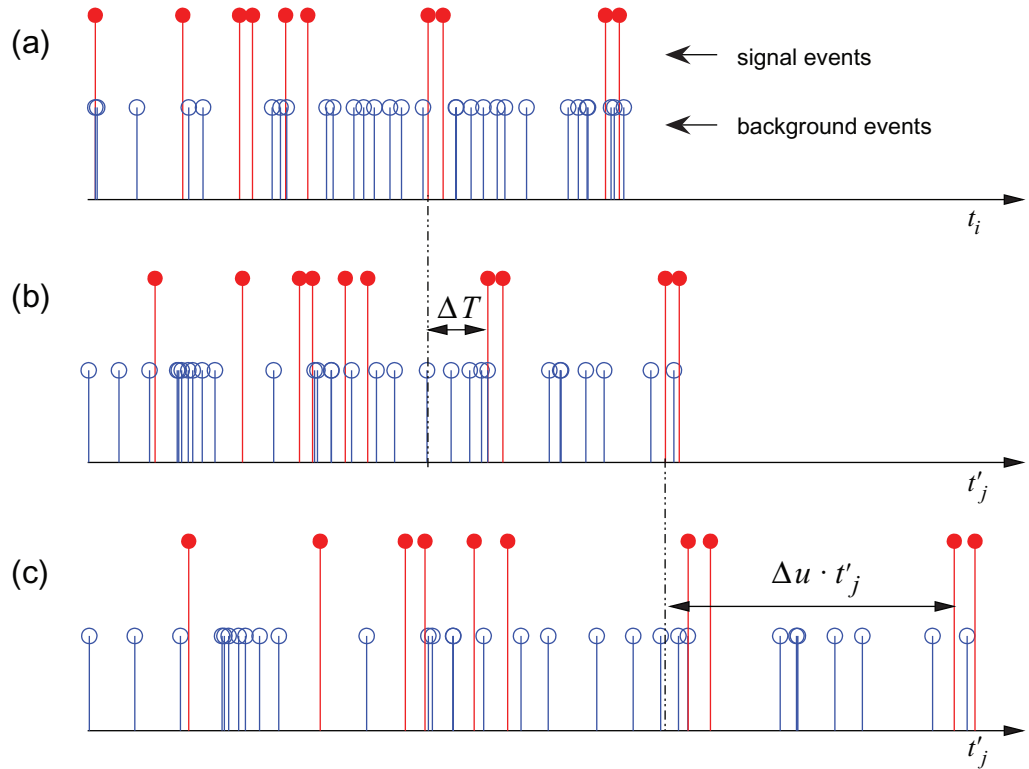 (a)
signal events
background events
t_i
(b)
ΔT
t'_j
(c)
Δu · t'_j
t'_j